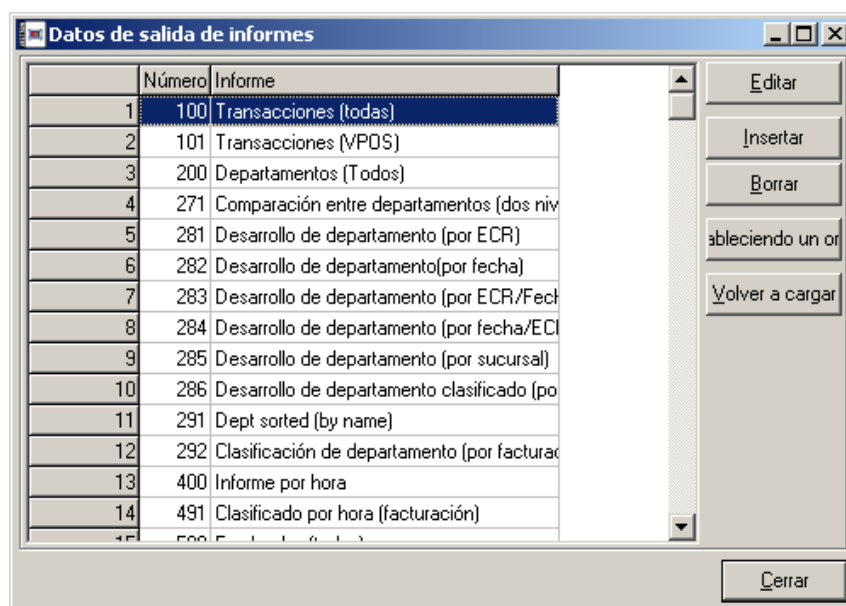 Datos de salida de informes
Número Informe
1 100 Transacciones (todas)
2 101 Transacciones (VPOS)
3 200 Departamentos (Todos)
4 271 Comparación entre departamentos (dos niv
5 281 Desarrollo de departamento (por ECR)
6 282 Desarrollo de departamento(por fecha)
7 283 Desarrollo de departamento (por ECR/Fech
8 284 Desarrollo de departamento (por fecha/ECI
9 285 Desarrollo de departamento (por sucursal)
10 286 Desarrollo de departamento clasificado (po
11 291 Dept sorted (by name)
12 292 Clasificación de departamento (por facturac
13 400 Informe por hora
14 491 Clasificado por hora (facturación)
Editar
Insertar
Borrar
ableciendo un or
Volver a cargar
Cerrar